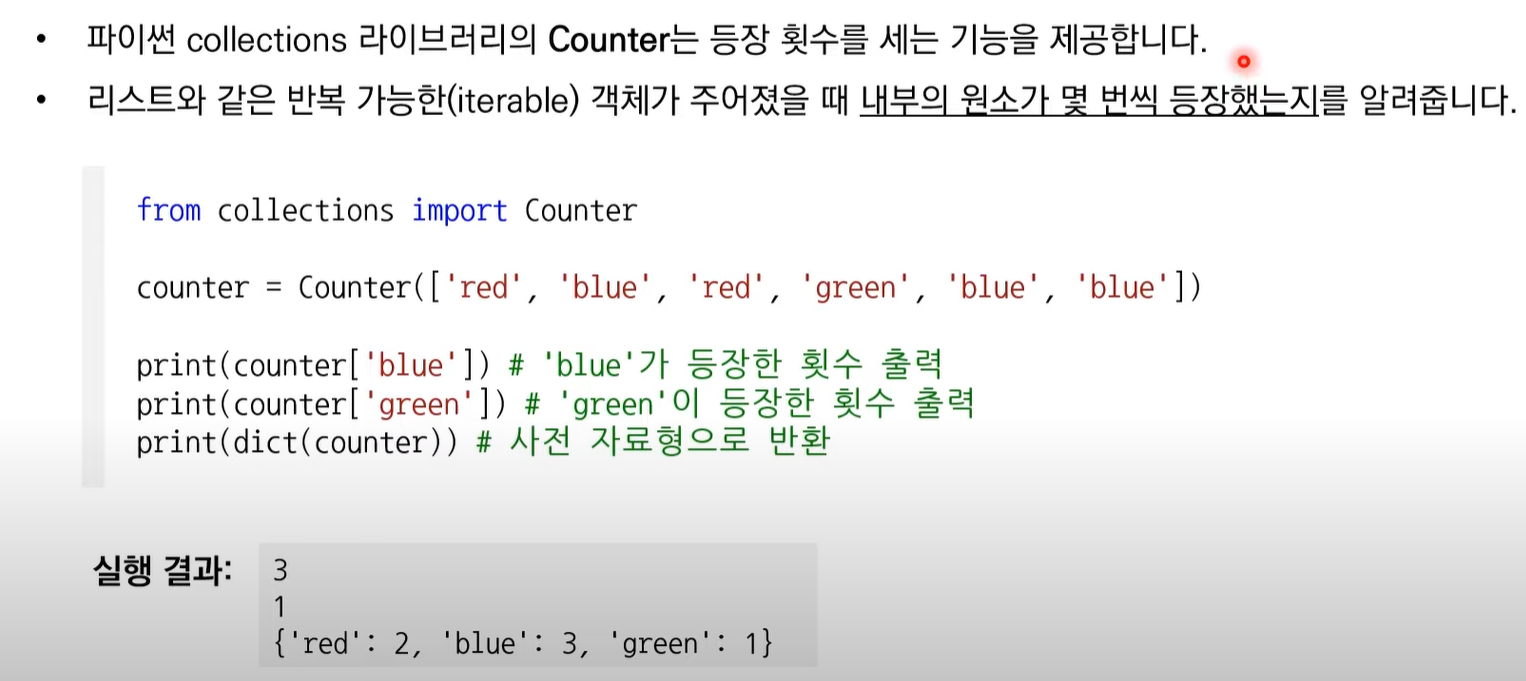 • 파이썬 collections 라이브러리의 Counter는 등장 횟수를 세는 기능을 제공합니다.
• 리스트와 같은 반복 가능한(iterable) 객체가 주어졌을 때 내부의 원소가 몇 번씩 등장했는지를 알려줍니다.
from collections import Counter
counter = Counter(['red', 'blue', 'red', 'green', 'blue', 'blue'])
print(counter['blue']) # 'blue'가 등장한 횟수 출력
print(counter['green']) # 'green'이 등장한 횟수 출력
print(dict(counter)) # 사전 자료형으로 반환
실행 결과: 3
1
{'red': 2, 'blue': 3, 'green': 1}